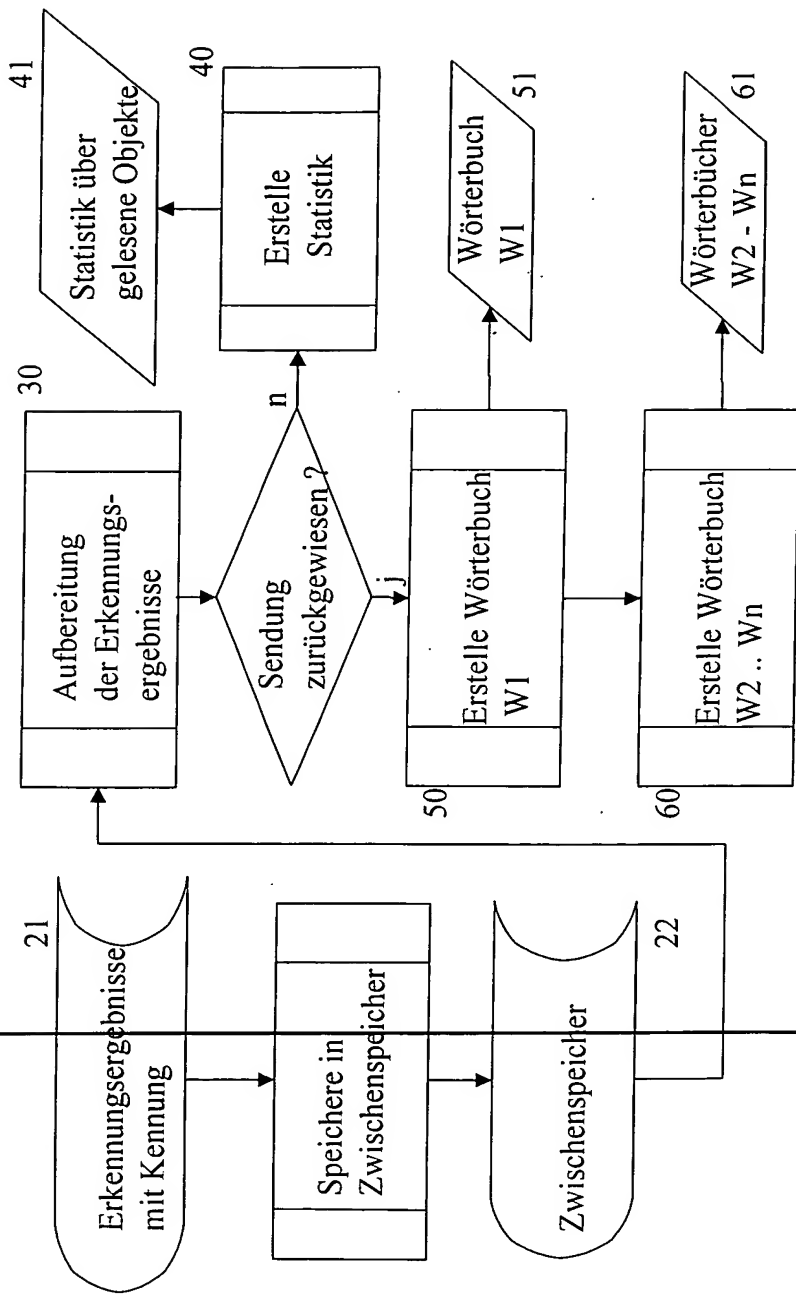 Erkennungsergebnisse
mit Kennung
21
Speichere in
Zwischenspeicher
Zwischenspeicher
22
Aufbereitung
der Erkennungs-
ergebnisse
30
Sendung
zurückgewiesen ?
n
j
Erstelle
Statistik
40
Statistik über
gelesene Objekte
41
50
Erstelle Wörterbuch
W1
Wörterbuch
W1
51
60
Erstelle Wörterbuch
W2 .. Wn
Wörterbücher
W2 - Wn
61